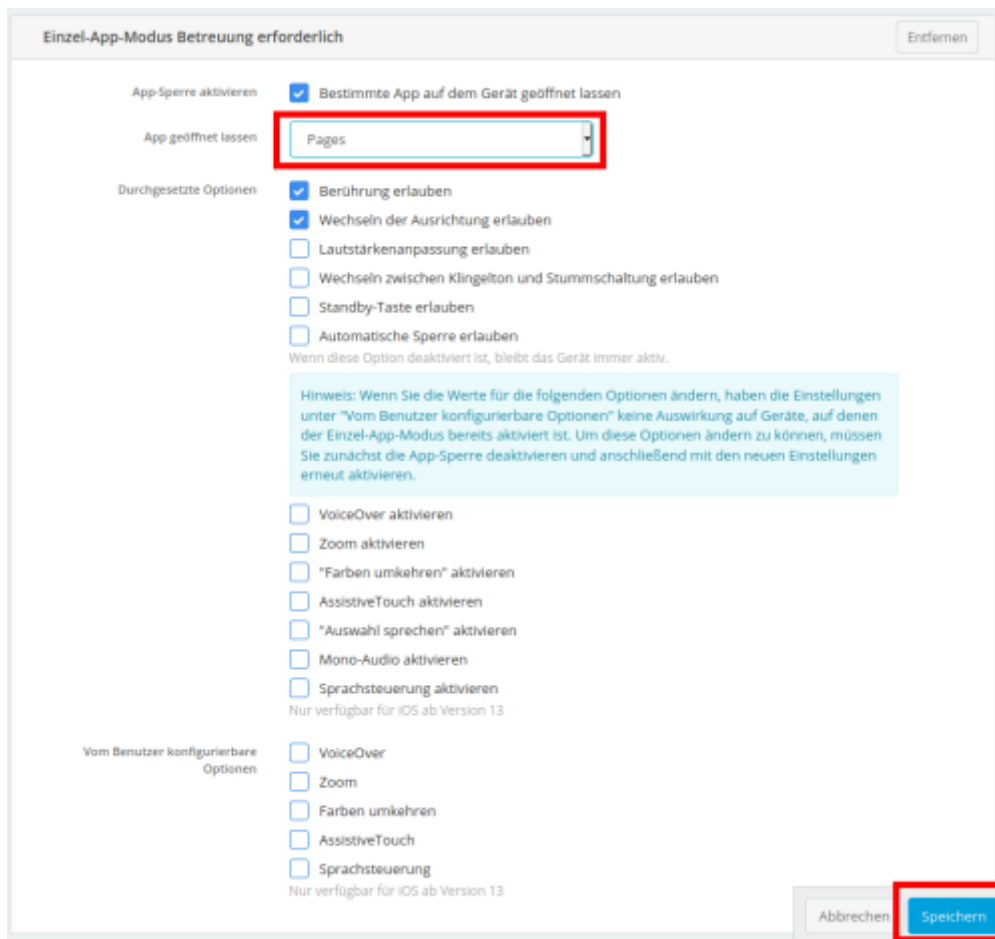 Einzel-App-Modus Betreuung erforderlich
Entfernen
App-Sperre aktivieren
Bestimmte App auf dem Gerät geöffnet lassen
App geöffnet lassen
Pages
Durchgesetzte Optionen
Berührung erlauben
Wechseln der Ausrichtung erlauben
Lautstärkenanpassung erlauben
Wechseln zwischen Klingelton und Stummschaltung erlauben
Standby-Taste erlauben
Automatische Sperre erlauben
Wenn diese Option deaktiviert ist, bleibt das Gerät immer aktiv.
Hinweis: Wenn Sie die Werte für die folgenden Optionen ändern, haben die Einstellungen
unter "Vom Benutzer konfigurierbare Optionen" keine Auswirkung auf Geräte, auf denen
der Einzel-App-Modus bereits aktiviert ist. Um diese Optionen ändern zu können, müssen
Sie zunächst die App-Sperre deaktivieren und anschließend mit den neuen Einstellungen
erneut aktivieren.
VoiceOver aktivieren
Zoom aktivieren
"Farben umkehren" aktivieren
AssistiveTouch aktivieren
"Auswahl sprechen" aktivieren
Mono-Audio aktivieren
Sprachsteuerung aktivieren
Nur verfügbar für iOS ab Version 13
Vom Benutzer konfigurierbare
Optionen
VoiceOver
Zoom
Farben umkehren
AssistiveTouch
Sprachsteuerung
Nur verfügbar für iOS ab Version 13
Abbrechen
Speichern